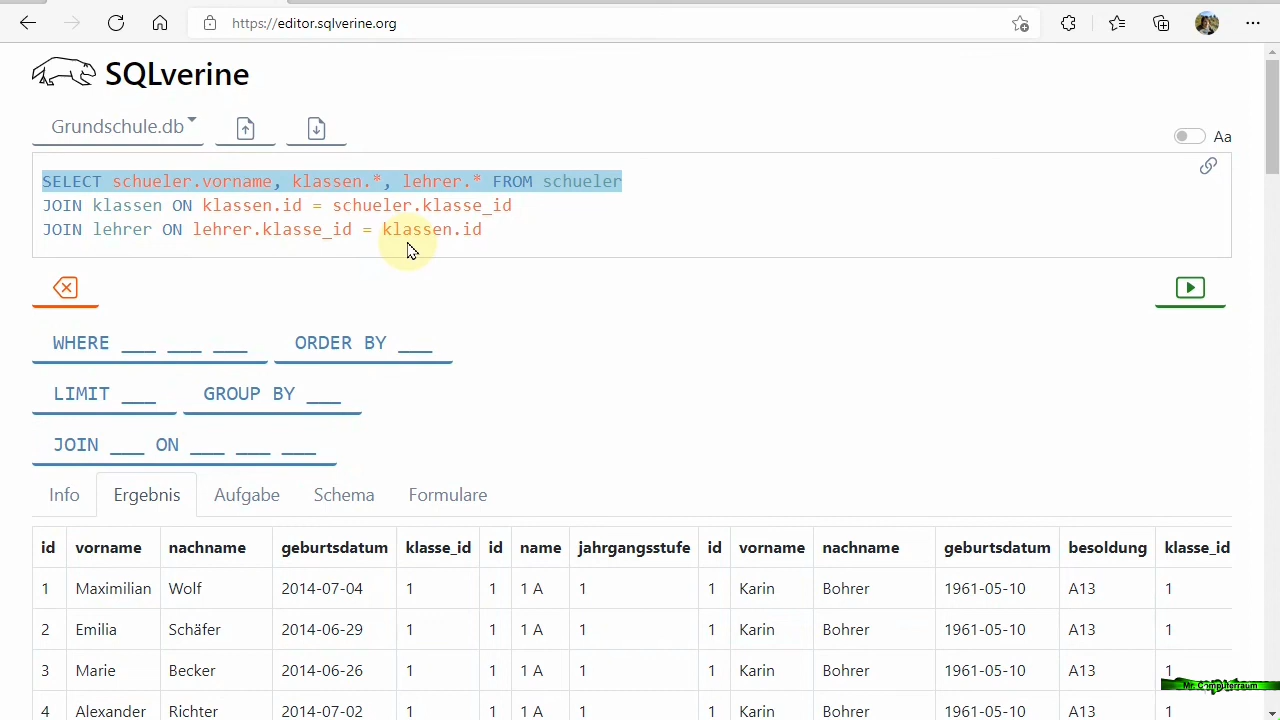 https://editor.sqlverine.org
SQLverine
Grundschule.db
Aa
SELECT schueler.vorname, klassen.*, lehrer.* FROM schueler
JOIN klassen ON klassen.id = schueler.klasse_id
JOIN lehrer ON lehrer.klasse_id = klassen.id
WHERE ___ ___ ___ ORDER BY ___
LIMIT ___ GROUP BY ___
JOIN ___ ON ___ ___ ___
Info Ergebnis Aufgabe Schema Formulare
id vorname nachname geburtsdatum klasse_id id name jahrgangsstufe id vorname nachname geburtsdatum besoldung klasse_id
1 Maximilian Wolf 2014-07-04 1 1 1 A 1 1 Karin Bohrer 1961-05-10 A13 1
2 Emilia Schäfer 2014-06-29 1 1 1 A 1 1 Karin Bohrer 1961-05-10 A13 1
3 Marie Becker 2014-06-26 1 1 1 A 1 1 Karin Bohrer 1961-05-10 A13 1
4 Alexander Richter 2014-07-02 1 1 1 A 1 1 Karin Bohrer 1961-05-10 A13
Mr. Computerraum